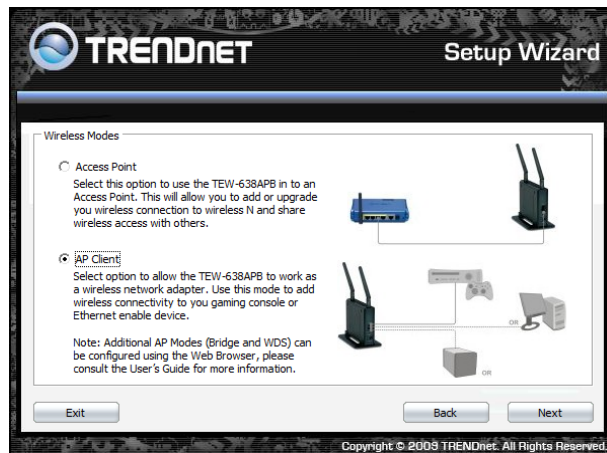 TRENDNET
Setup Wizard
Wireless Modes
Access Point
Select this option to use the TEW-638APB in to an
Access Point. This will allow you to add or upgrade
you wireless connection to wireless N and share
wireless access with others.
AP Client
Select option to allow the TEW-638APB to work as
a wireless network adapter. Use this mode to add
wireless connectivity to you gaming console or
Ethernet enable device.
OR
OR
Note: Additional AP Modes (Bridge and WDS) can
be configured using the Web Browser, please
consult the User's Guide for more information.
Exit
Back
Next
Copyright © 2009 TRENDnet. All Rights Reserved.